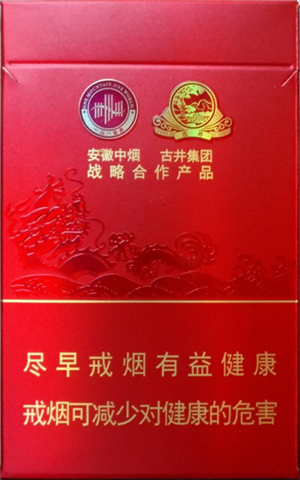 安徽中烟 古井集团
战略合作产品
尽早戒烟有益健康
戒烟可减少对健康的危害